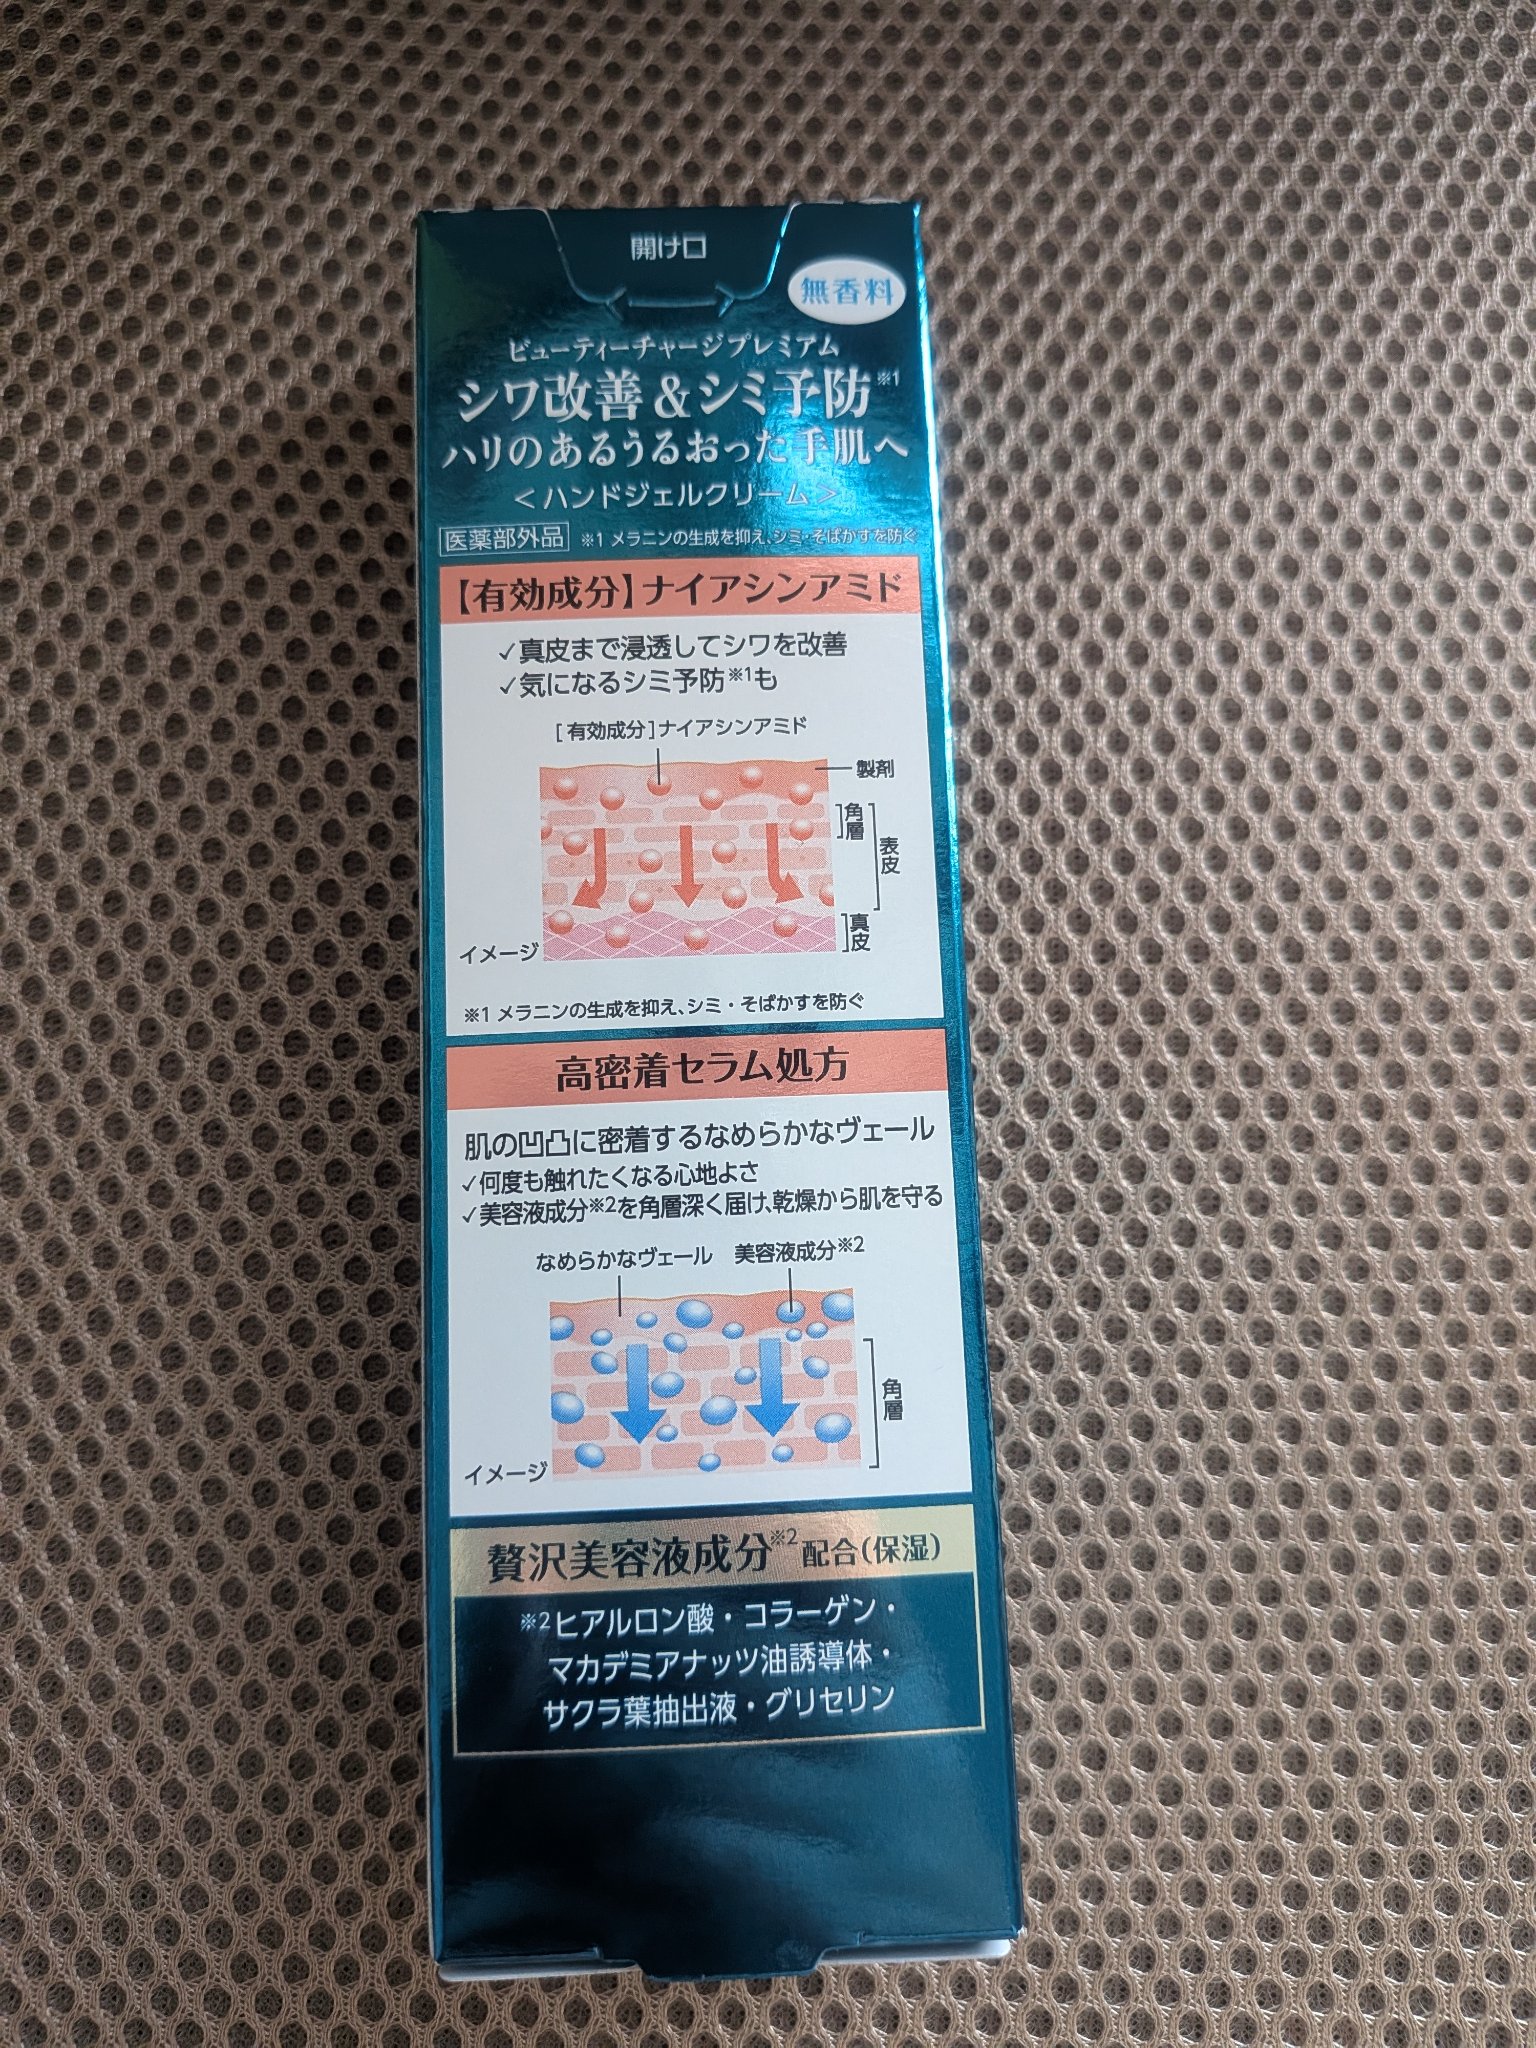 開け口
無香料
ビューティーチャージプレミアム
シワ改善&シミ予防※1
ハリのあるうるおった手肌へ
<ハンドジェルクリーム>
医薬部外品 ※1 メラニンの生成を抑え、シミ・そばかすを防ぐ
【有効成分】ナイアシンアミド
✓真皮まで浸透してシワを改善
✓気になるシミ予防※1も
[有効成分]ナイアシンアミド
製剤
角層
表皮
真皮
イメージ
※1 メラニンの生成を抑え、シミ・そばかすを防ぐ
高密着セラム処方
肌の凹凸に密着するなめらかなヴェール
✓何度も触れたくなる心地よさ
✓美容液成分※2を角層深く届け、乾燥から肌を守る
なめらかなヴェール 美容液成分※2
角層
イメージ
贅沢美容液成分※2配合(保湿)
※2ヒアルロン酸・コラーゲン・
マカデミアナッツ油誘導体・
サクラ葉抽出液・グリセリン